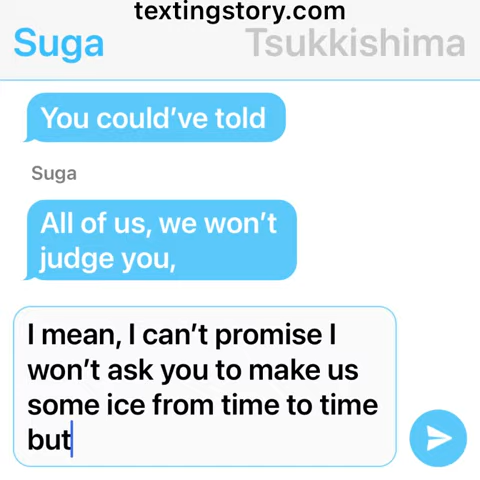 textingstory.com
Suga Tsukkishima
You could’ve told
Suga
All of us, we won’t
judge you,
I mean, I can’t promise I
won’t ask you to make us
some ice from time to time
but